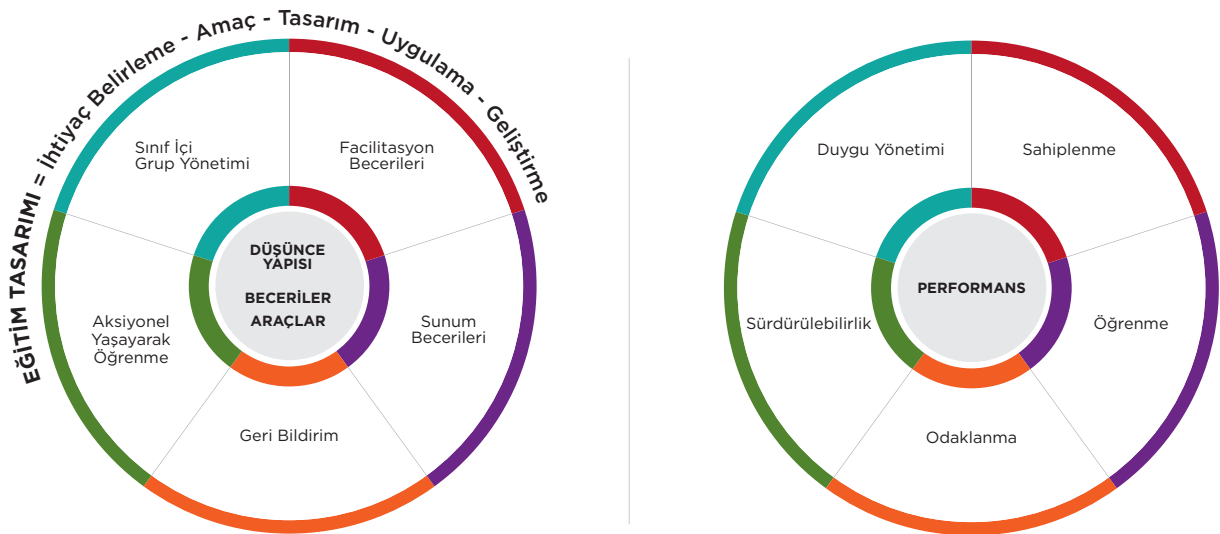 EĞİTİM TASARIMI = İhtiyaç Belirleme - Amaç - Tasarım - Uygulama - Geliştirme
Sınıf İçi
Grup Yönetimi
Facilitasyon
Becerileri
DÜŞÜNCE
YAPISI
BECERİLER
ARAÇLAR
Aksiyonel
Yaşayarak
Öğrenme
Sunum
Becerileri
Geri Bildirim
Duygu Yönetimi
Sahiplenme
PERFORMANS
Sürdürülebilirlik
Öğrenme
Odaklanma